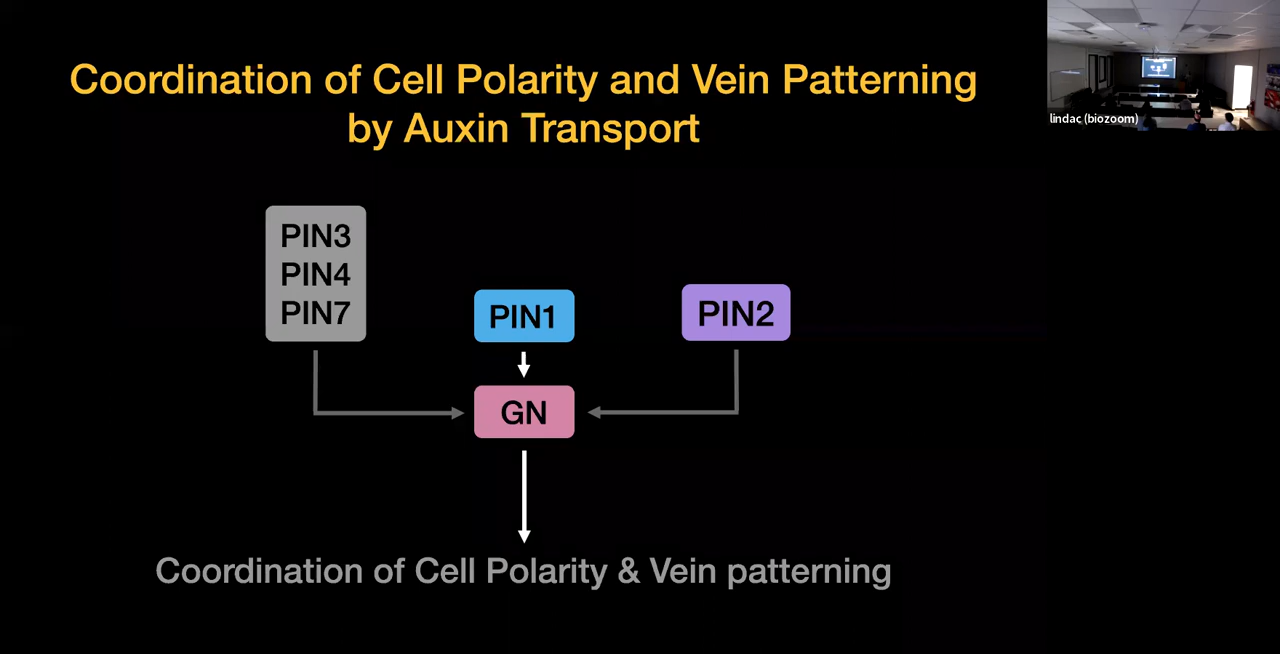 Coordination of Cell Polarity and Vein Patterning
by Auxin Transport
lindac (biozoom)
PIN3
PIN4
PIN7
PIN1
PIN2
GN
Coordination of Cell Polarity & Vein patterning